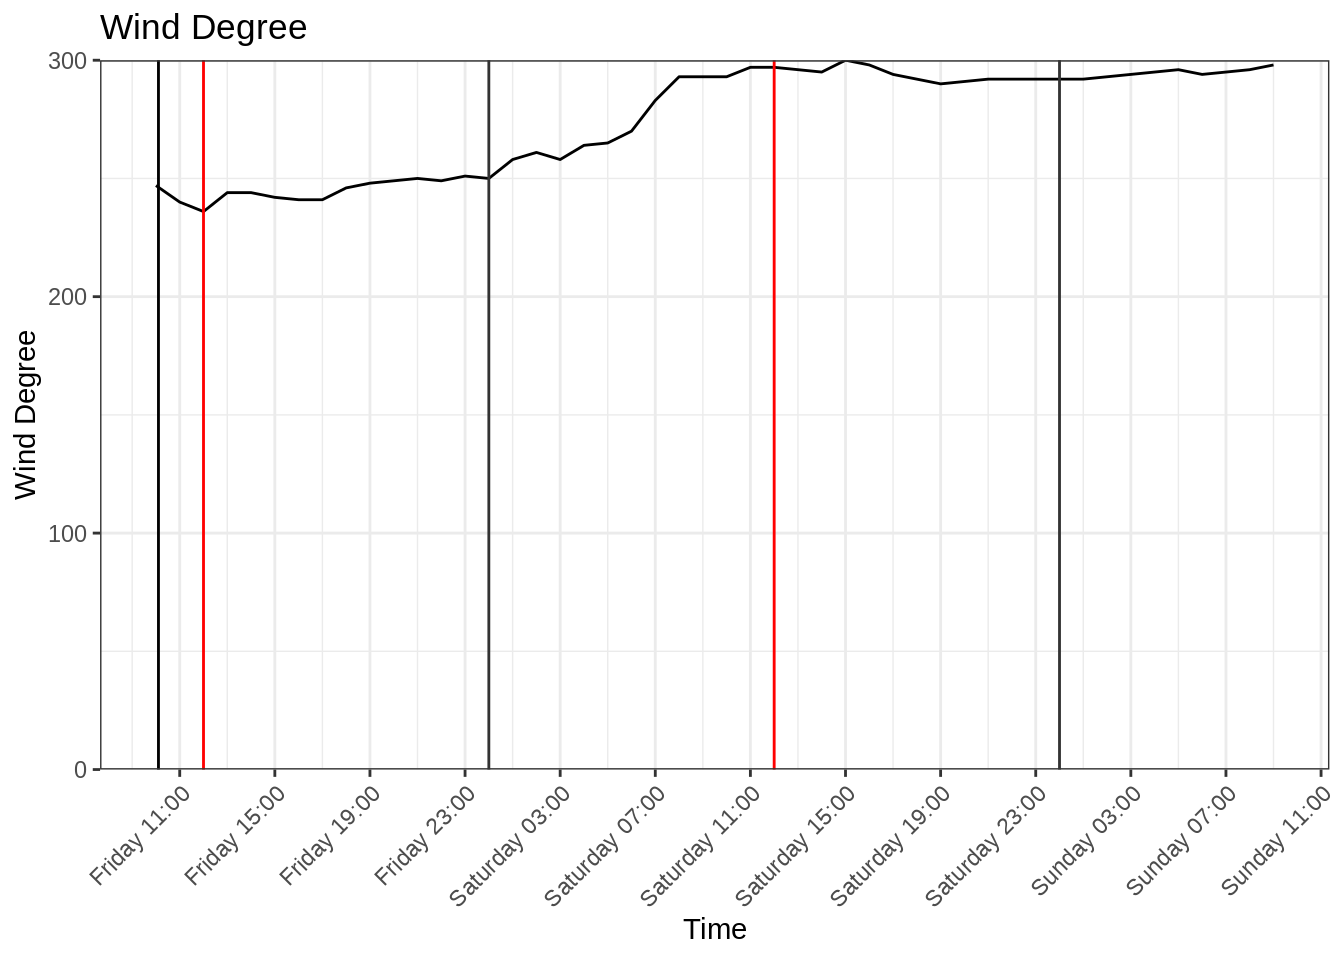 Wind Degree
Wind Degree
300
200
100
0
Friday 11:00
Friday 15:00
Friday 19:00
Friday 23:00
Saturday 03:00
Saturday 07:00
Saturday 11:00
Saturday 15:00
Saturday 19:00
Saturday 23:00
Sunday 03:00
Sunday 07:00
Sunday 11:00
Time